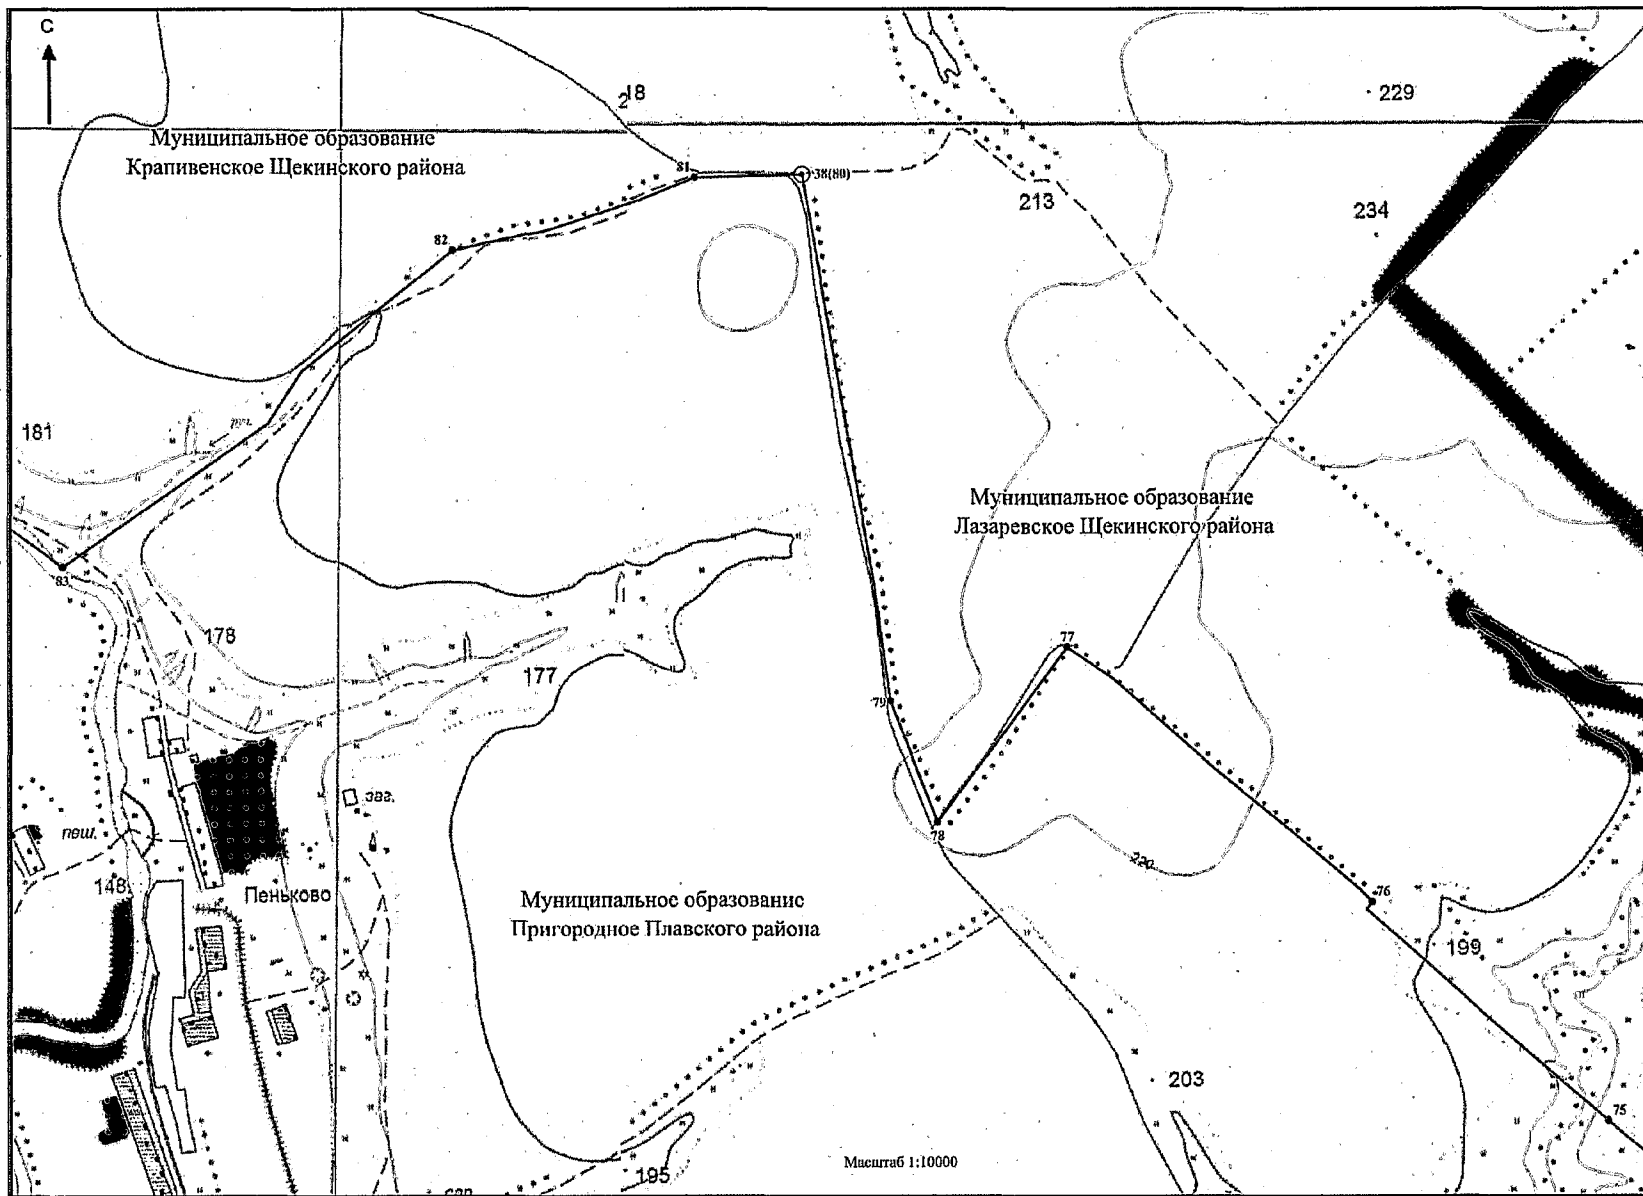 С
218
229
Муниципальное образование
Крапивенское Щекинского района
81
38(80)
213
234
82
181
Муниципальное образование
Лазаревское Щекинского района
83
178
177
77
79
заг.
78
220
пеш.
148
Пеньково
76
Муниципальное образование
Пригородное Плавского района
199
203
75
195
Масштаб 1:10000